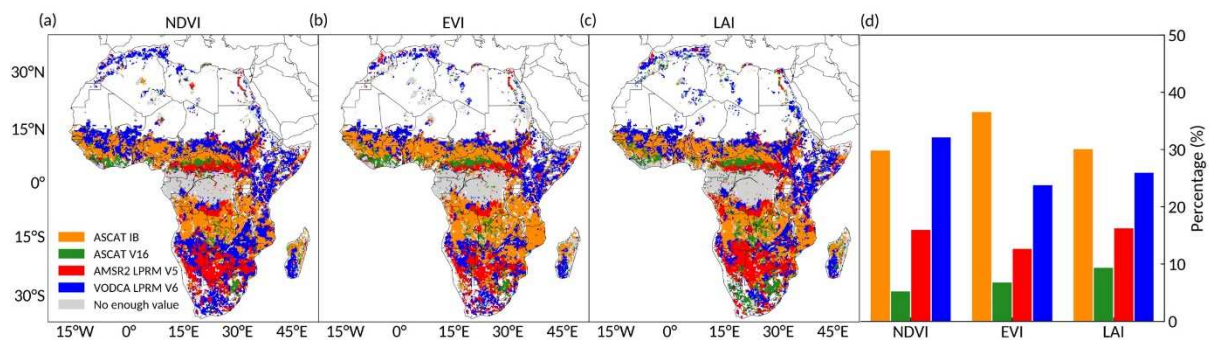 (a) NDVI
(b) EVI
(c) LAI
(d)
30°N
15°N
0°
15°S
30°S
ASCAT IB
ASCAT V16
AMSR2 LPRM V5
VODCA LPRM V6
No enough value
15°W 0° 15°E 30°E 45°E
15°W 0° 15°E 30°E 45°E
15°W 0° 15°E 30°E 45°E
50
40
30
20
10
0
Percentage (%)
NDVI EVI LAI